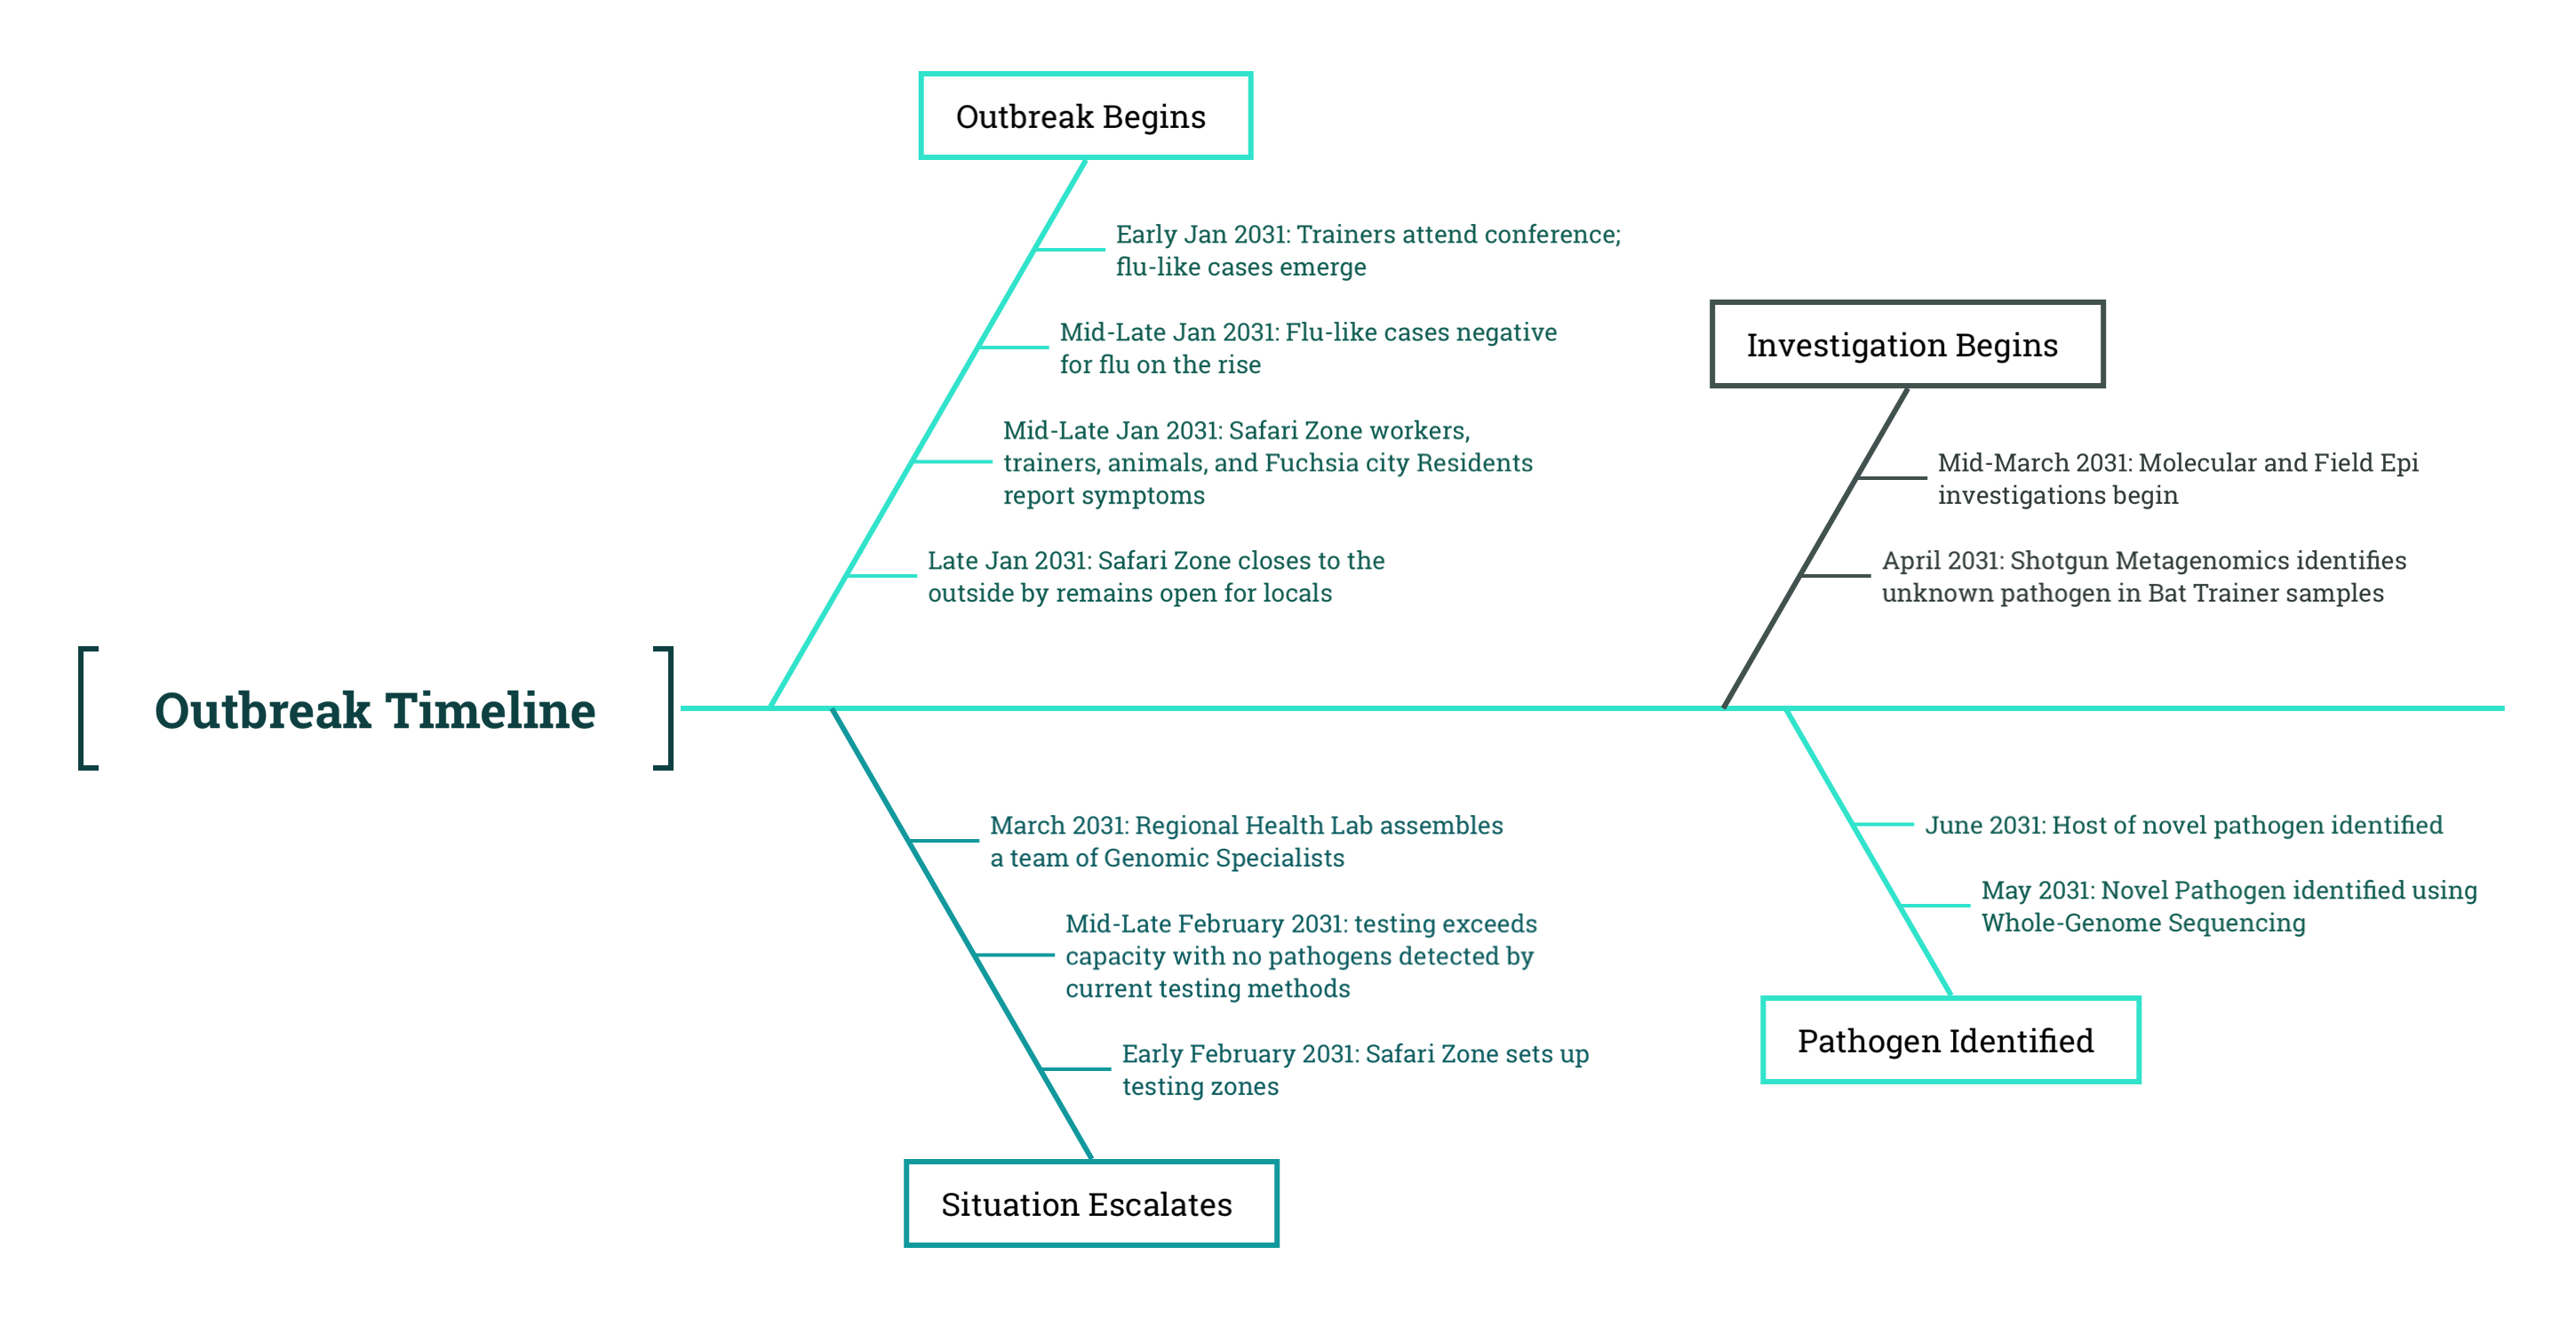 Outbreak Begins
Early Jan 2031: Trainers attend conference;
flu-like cases emerge
Mid-Late Jan 2031: Flu-like cases negative
for flu on the rise
Mid-Late Jan 2031: Safari Zone workers,
trainers, animals, and Fuchsia city Residents
report symptoms
Late Jan 2031: Safari Zone closes to the
outside by remains open for locals
Investigation Begins
Mid-March 2031: Molecular and Field Epi
investigations begin
April 2031: Shotgun Metagenomics identifies
unknown pathogen in Bat Trainer samples
Outbreak Timeline
March 2031: Regional Health Lab assembles
a team of Genomic Specialists
Mid-Late February 2031: testing exceeds
capacity with no pathogens detected by
current testing methods
Early February 2031: Safari Zone sets up
testing zones
Situation Escalates
June 2031: Host of novel pathogen identified
May 2031: Novel Pathogen identified using
Whole-Genome Sequencing
Pathogen Identified